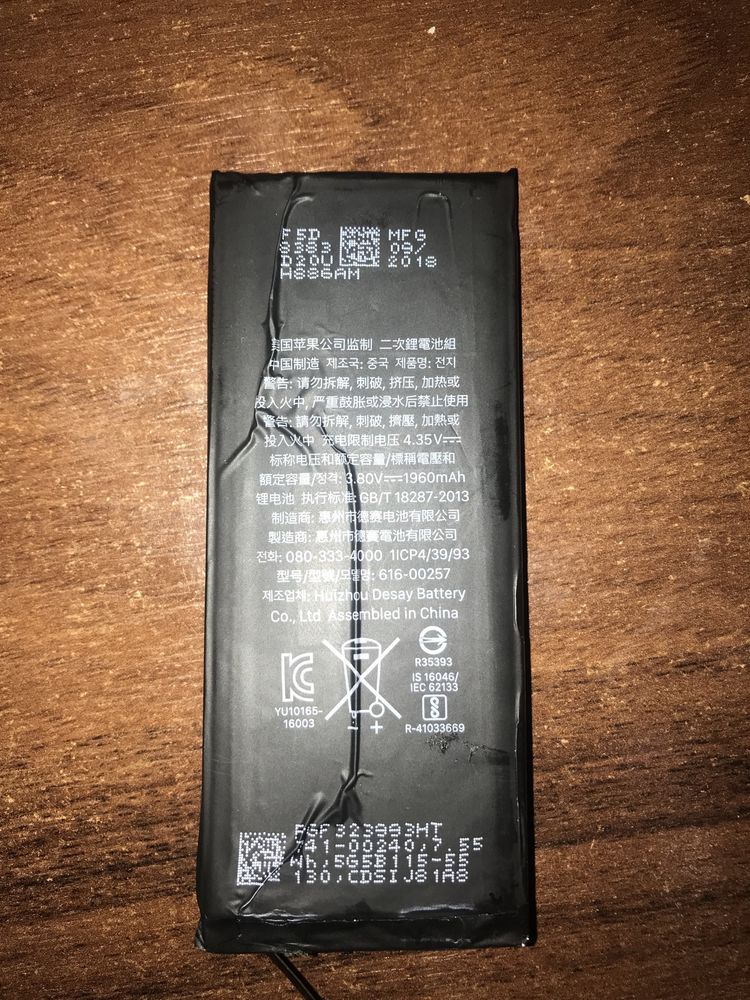 F5D
8383
D20U
H886AM
MFG
09/
2018
美国苹果公司监制 二次鋰電池組
中国制造 제조국: 중국 제품명: 전지
警告: 请勿拆解, 刺破, 挤压, 加热或
投入火中, 严重鼓胀或浸水后禁止使用
警告: 請勿拆解, 刺破, 擠壓, 加熱或
投入火中 充电限制电压 4.35V⎓
标称电压和额定容量/標稱電壓和
額定容量/정격: 3.80V⎓1960mAh
锂电池 执行标准: GB/T 18287-2013
制造商: 惠州市德赛电池有限公司
製造商: 惠州市德賽電池有限公司
전화: 080-333-4000 1ICP4/39/93
型号/型號/모델명: 616-00257
제조업체: Huizhou Desay Battery
Co., Ltd Assembled in China
YU10165-
16003
- +
R35393
IS 16046/
IEC 62133
R-41033669
PSF323993HT
541-00240,7.55
Wh,5G5B115-55
130,CDSIJ81A8